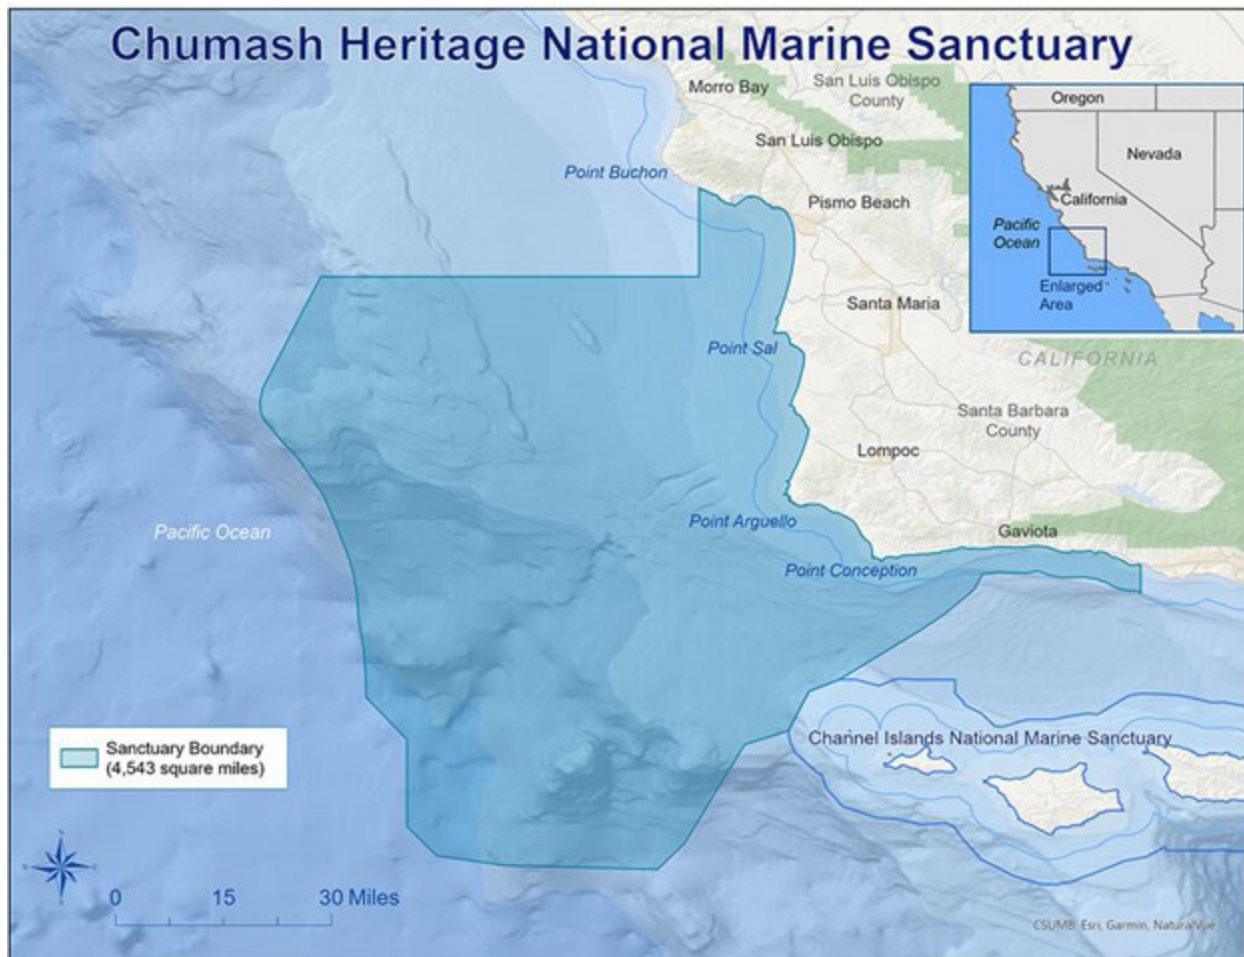 Chumash Heritage National Marine Sanctuary
Morro Bay
San Luis Obispo
County
San Luis Obispo
Point Buchon
Pismo Beach
Oregon
Nevada
California
Pacific
Ocean
Enlarged
Area
Santa Maria
Point Sal
CALIFORNIA
Santa Barbara
County
Lompoc
Point Arguello
Pacific Ocean
Gaviota
Point Conception
Channel Islands National Marine Sanctuary
Sanctuary Boundary
(4,543 square miles)
N
0 15 30 Miles
CSUMB, Esri, Garmin, NaturalVue